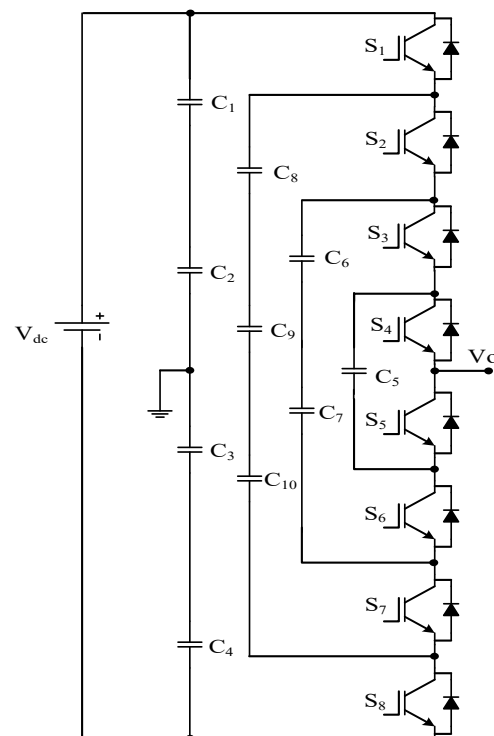 S₁
C₁
S₂
C₈
S₃
C₆
C₂
S₄
V_dc
+
-
C₉
Vo
C₅
C₇
S₅
C₃
C₁₀
S₆
S₇
C₄
S₈